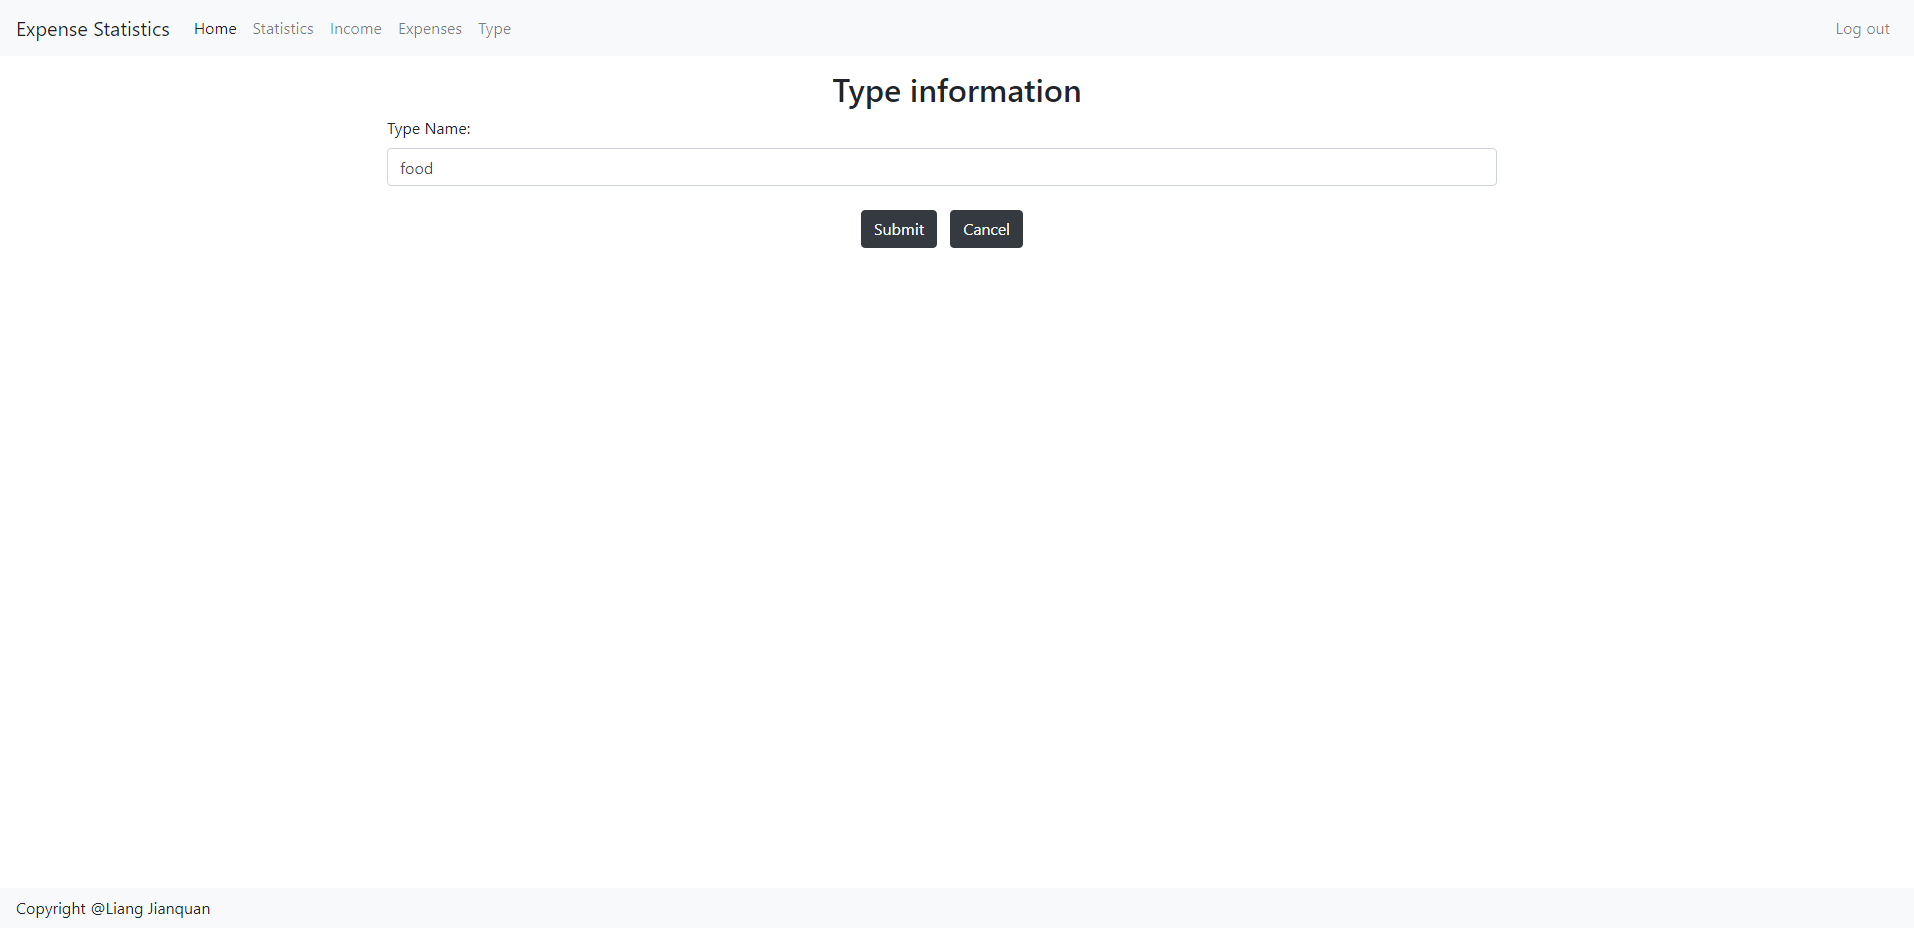 Expense Statistics Home Statistics Income Expenses Type Log out
Type information
Type Name:
food
Submit Cancel
Copyright @Liang Jianquan